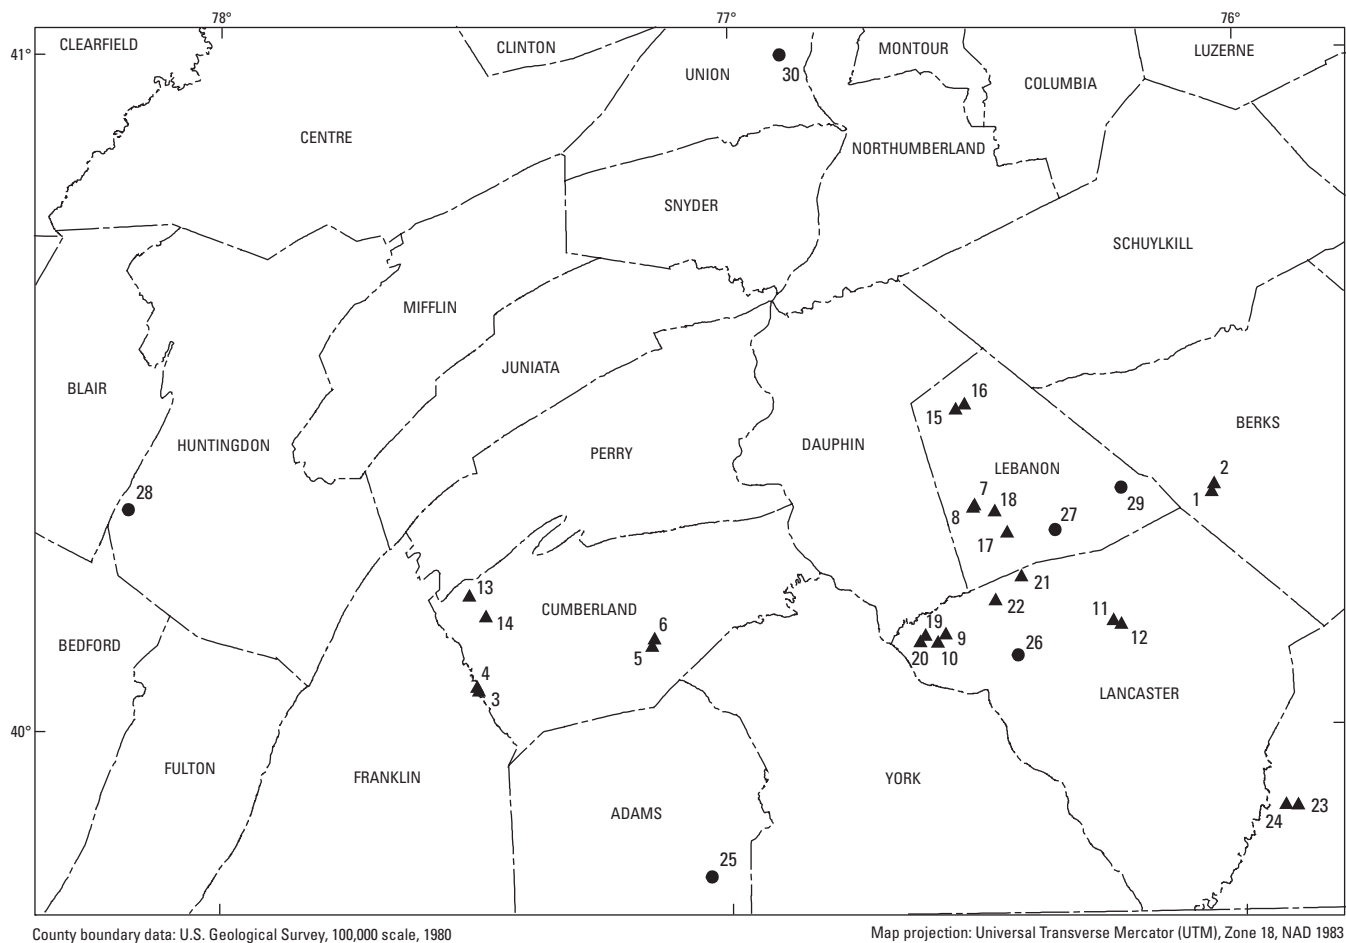 78° 77° 76°
CLEARFIELD
CLINTON
MONTOUR
LUZERNE
41°
UNION
30
COLUMBIA
CENTRE
NORTHUMBERLAND
SNYDER
SCHUYLKILL
MIFFLIN
JUNIATA
BLAIR
16
15
BERKS
HUNTINGDON
PERRY
DAUPHIN
LEBANON
2
28
7
18
1
29
8
27
17
13
21
CUMBERLAND
22
14
11
6
19
9
12
BEDFORD
5
20
10
26
4
3
LANCASTER
40°
FULTON
FRANKLIN
YORK
23
ADAMS
24
25
County boundary data: U.S. Geological Survey, 100,000 scale, 1980
Map projection: Universal Transverse Mercator (UTM), Zone 18, NAD 1983